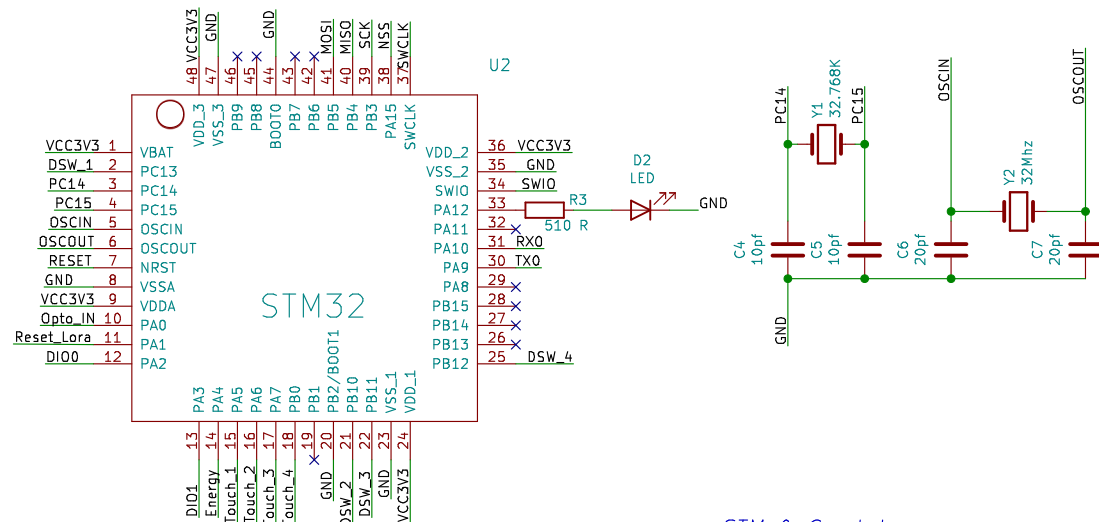 VCC3V3
GND
GND
MOSI
MISO
SCK
NSS
SWCLK
48
47
46
45
44
43
42
41
40
39
38
37
U2
VDD_3
VSS_3
PB9
PB8
BOOT0
PB7
PB6
PB5
PB4
PB3
PA15
SWCLK
VCC3V3 1 VBAT
DSW_1 2 PC13
PC14 3 PC14
PC15 4 PC15
OSCIN 5 OSCIN
OSCOUT 6 OSCOUT
RESET 7 NRST
GND 8 VSSA
VCC3V3 9 VDDA
Opto_IN 10 PA0
Reset_Lora 11 PA1
DIO0 12 PA2
STM32
VDD_2 36 VCC3V3
VSS_2 35 GND
SWIO 34 SWIO
PA12 33
PA11 32
PA10 31 RX0
PA9 30 TX0
PA8 29
PB15 28
PB14 27
PB13 26
PB12 25 DSW_4
R3
510 R
D2
LED
GND
PA3
PA4
PA5
PA6
PA7
PB0
PB1
PB2/BOOT1
PB10
PB11
VSS_1
VDD_1
13
14
15
16
17
18
19
20
21
22
23
24
DIO1
Energy
Touch_1
Touch_2
Touch_3
Touch_4
GND
DSW_2
DSW_3
GND
VCC3V3
PC14
Y1
32.768K
PC15
OSCIN
OSCOUT
Y2
32Mhz
C4
10pf
C5
10pf
C6
20pf
C7
20pf
GND